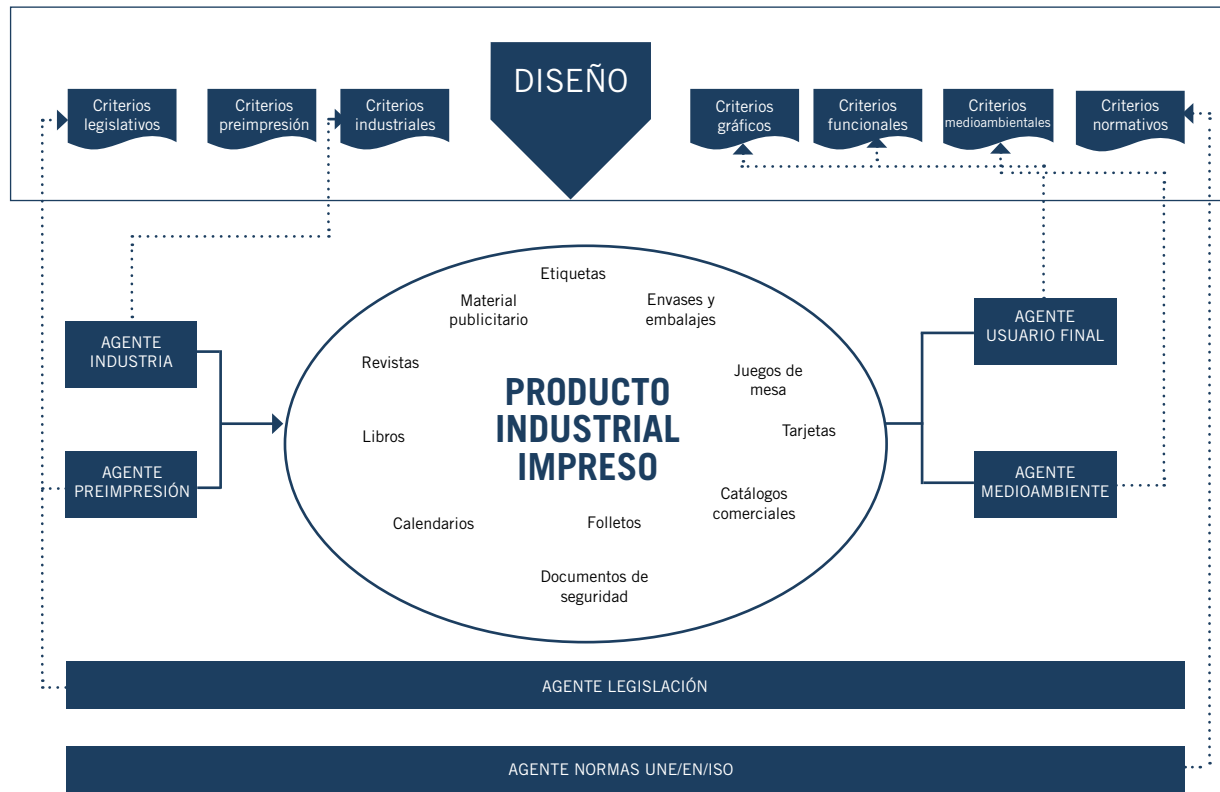 DISEÑO
Criterios
legislativos
Criterios
preimpresión
Criterios
industriales
Criterios
gráficos
Criterios
funcionales
Criterios
medioambientales
Criterios
normativos
Etiquetas
Material
publicitario
Envases y
embalajes
AGENTE
INDUSTRIA
AGENTE
USUARIO FINAL
Revistas
Juegos de
mesa
PRODUCTO
INDUSTRIAL
IMPRESO
Libros
Tarjetas
AGENTE
PREIMPRESIÓN
AGENTE
MEDIOAMBIENTE
Catálogos
comerciales
Calendarios
Folletos
Documentos de
seguridad
AGENTE LEGISLACIÓN
AGENTE NORMAS UNE/EN/ISO